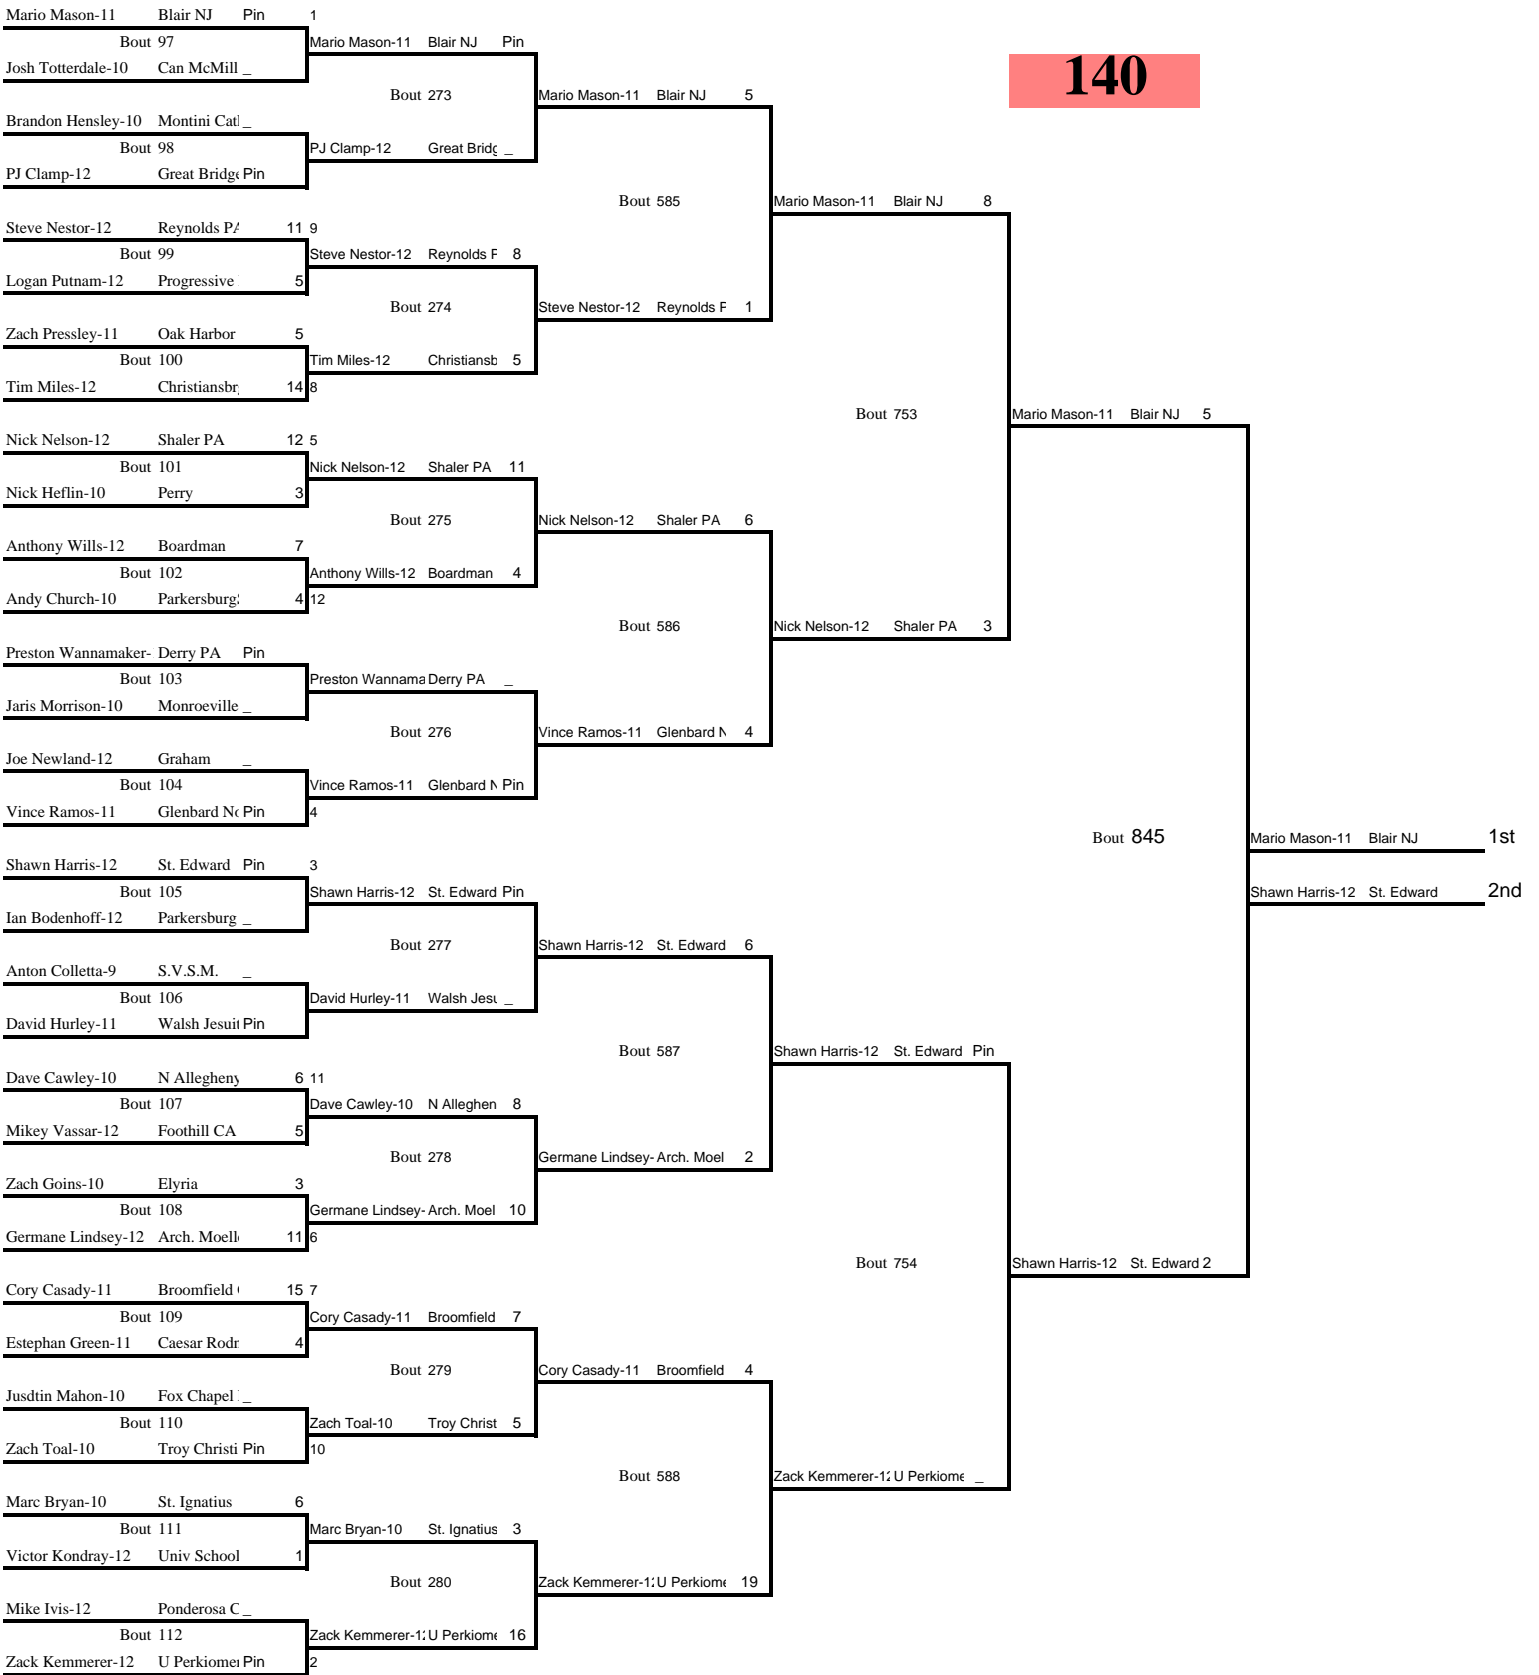 Mario Mason-11 Blair NJ Pin 1
Bout 97 Mario Mason-11 Blair NJ Pin
140
Josh Totterdale-10 Can McMill _
Bout 273 Mario Mason-11 Blair NJ 5
Brandon Hensley-10 Montini Cat _
Bout 98 PJ Clamp-12 Great Bridg _
PJ Clamp-12 Great Bridge Pin
Bout 585 Mario Mason-11 Blair NJ 8
Steve Nestor-12 Reynolds PA 11 9
Bout 99 Steve Nestor-12 Reynolds P 8
Logan Putnam-12 Progressive 5
Bout 274 Steve Nestor-12 Reynolds P 1
Zach Pressley-11 Oak Harbor 5
Bout 100 Tim Miles-12 Christiansb 5
Tim Miles-12 Christiansbr 14 8
Bout 753 Mario Mason-11 Blair NJ 5
Nick Nelson-12 Shaler PA 12 5
Bout 101 Nick Nelson-12 Shaler PA 11
Nick Heflin-10 Perry 3
Bout 275 Nick Nelson-12 Shaler PA 6
Anthony Wills-12 Boardman 7
Bout 102 Anthony Wills-12 Boardman 4
Andy Church-10 Parkersburg 4 12
Bout 586 Nick Nelson-12 Shaler PA 3
Preston Wannamaker- Derry PA Pin
Bout 103 Preston Wannama Derry PA _
Jaris Morrison-10 Monroeville _
Bout 276 Vince Ramos-11 Glenbard N 4
Joe Newland-12 Graham _
Bout 104 Vince Ramos-11 Glenbard N Pin
Vince Ramos-11 Glenbard No Pin 4
Bout 845 Mario Mason-11 Blair NJ 1st
Shawn Harris-12 St. Edward Pin 3
Bout 105 Shawn Harris-12 St. Edward Pin
Shawn Harris-12 St. Edward 2nd
Ian Bodenhoff-12 Parkersburg _
Bout 277 Shawn Harris-12 St. Edward 6
Anton Colletta-9 S.V.S.M. _
Bout 106 David Hurley-11 Walsh Jesu _
David Hurley-11 Walsh Jesuit Pin
Bout 587 Shawn Harris-12 St. Edward Pin
Dave Cawley-10 N Allegheny 6 11
Bout 107 Dave Cawley-10 N Alleghen 8
Mikey Vassar-12 Foothill CA 5
Bout 278 Germane Lindsey- Arch. Moel 2
Zach Goins-10 Elyria 3
Bout 108 Germane Lindsey- Arch. Moel 10
Germane Lindsey-12 Arch. Moell 11 6
Bout 754 Shawn Harris-12 St. Edward 2
Cory Casady-11 Broomfield 15 7
Bout 109 Cory Casady-11 Broomfield 7
Estephan Green-11 Caesar Rodn 4
Bout 279 Cory Casady-11 Broomfield 4
Jusdtin Mahon-10 Fox Chapel _
Bout 110 Zach Toal-10 Troy Christ 5
Zach Toal-10 Troy Christi Pin 10
Bout 588 Zack Kemmerer-12 U Perkiome _
Marc Bryan-10 St. Ignatius 6
Bout 111 Marc Bryan-10 St. Ignatius 3
Victor Kondray-12 Univ School 1
Bout 280 Zack Kemmerer-12 U Perkiome 19
Mike Ivis-12 Ponderosa C _
Bout 112 Zack Kemmerer-12 U Perkiome 16
Zack Kemmerer-12 U Perkiomen Pin 2